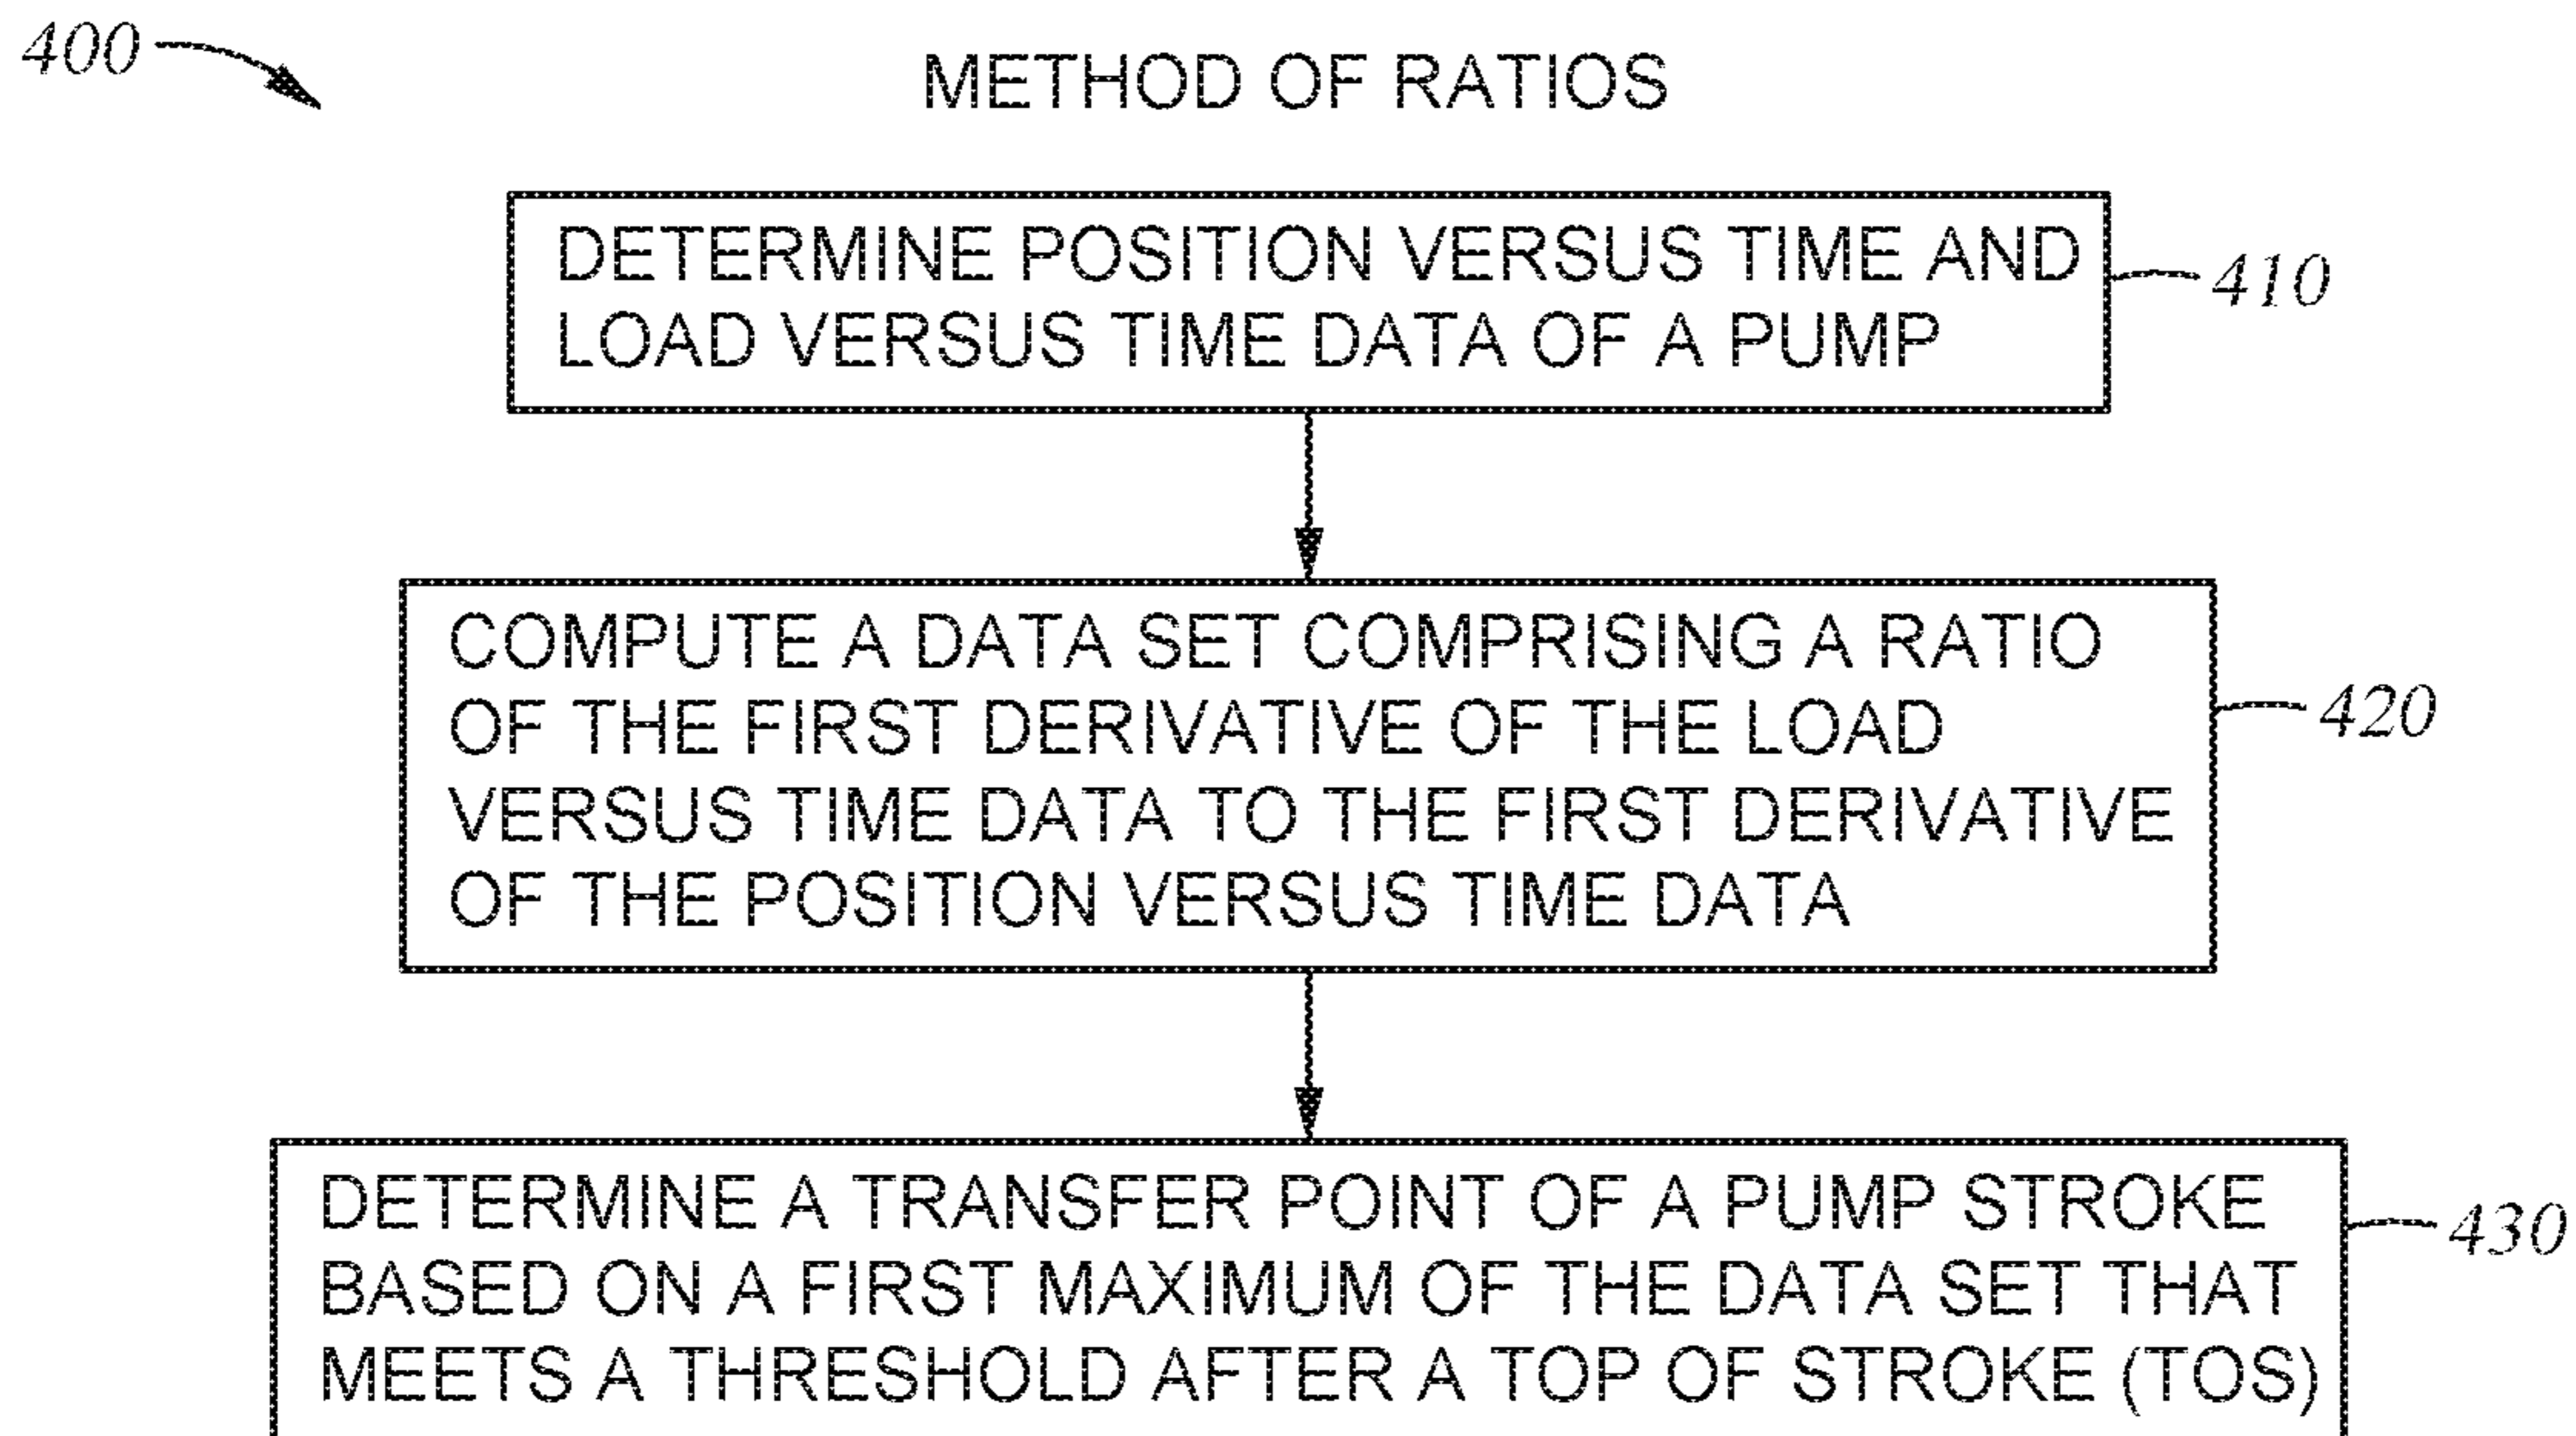 400
METHOD OF RATIOS
DETERMINE POSITION VERSUS TIME AND
LOAD VERSUS TIME DATA OF A PUMP
410
COMPUTE A DATA SET COMPRISING A RATIO
OF THE FIRST DERIVATIVE OF THE LOAD
VERSUS TIME DATA TO THE FIRST DERIVATIVE
OF THE POSITION VERSUS TIME DATA
420
DETERMINE A TRANSFER POINT OF A PUMP STROKE
BASED ON A FIRST MAXIMUM OF THE DATA SET THAT
MEETS A THRESHOLD AFTER A TOP OF STROKE (TOS)
430